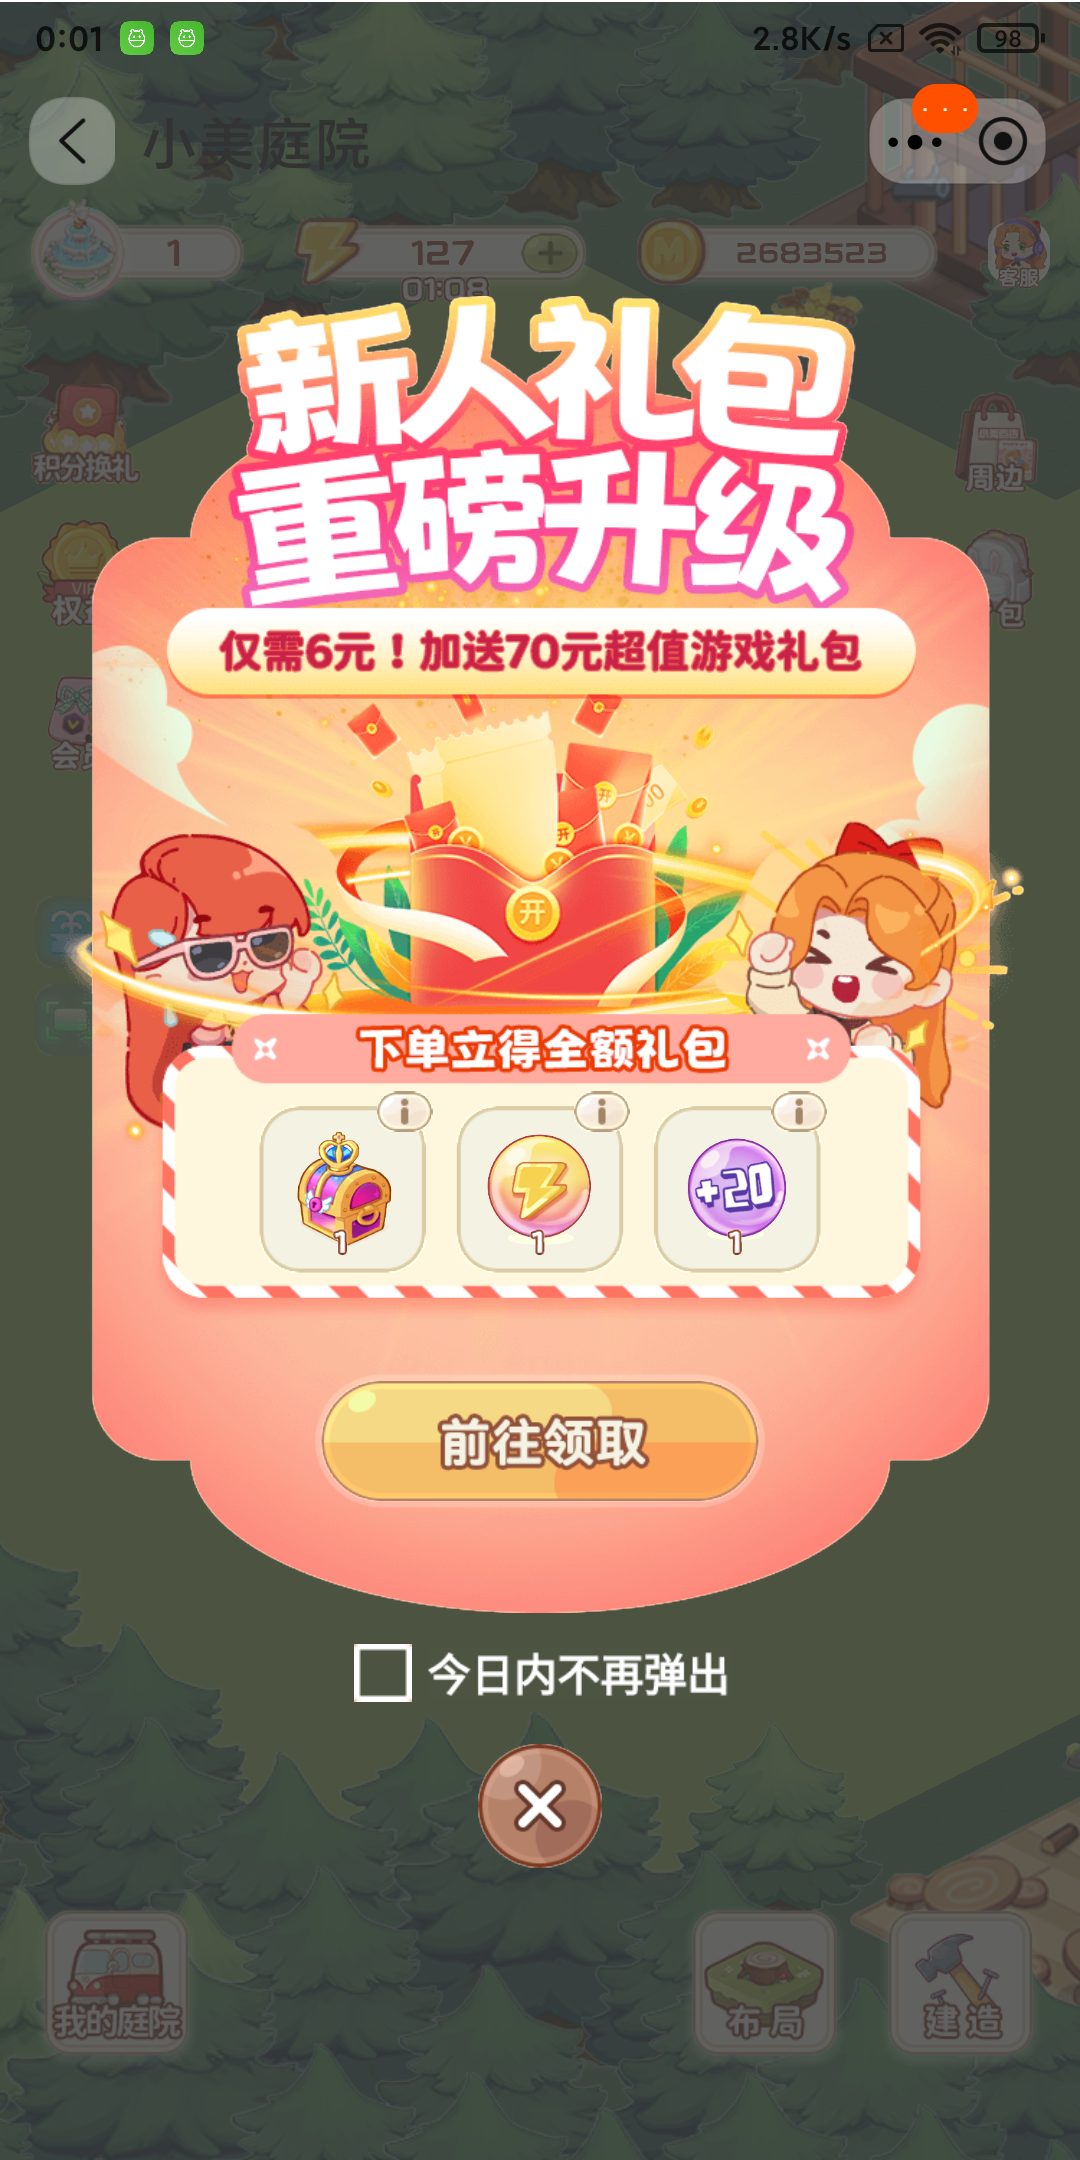 0:01
2.8K/s
98
小美庭院
1
127
2683523
01:08
客服
新人礼包
重磅升级
积分换礼
周边
VIP
仅需6元！加送70元超值游戏礼包
包
开
开
开
下单立得全额礼包
+20
1
1
1
前往领取
今日内不再弹出
我的庭院
布局
建造